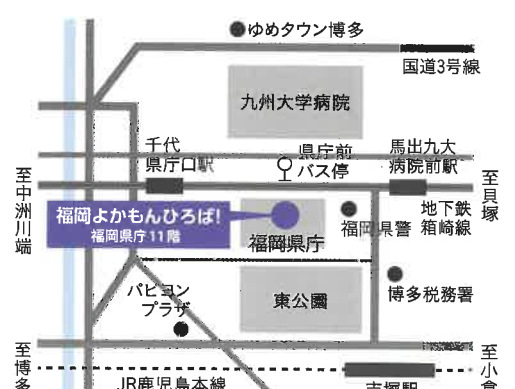 ゆめタウン博多
国道3号線
九州大学病院
千代
県庁口駅
県庁前
バス停
馬出九大
病院前駅
至中洲川端
至貝塚
福岡よかもんひろば!
福岡県庁11階
福岡県庁
福岡県警
地下鉄
箱崎線
パピヨン
プラザ
東公園
博多税務署
至博多
至小倉
JR鹿児島本線
吉塚駅